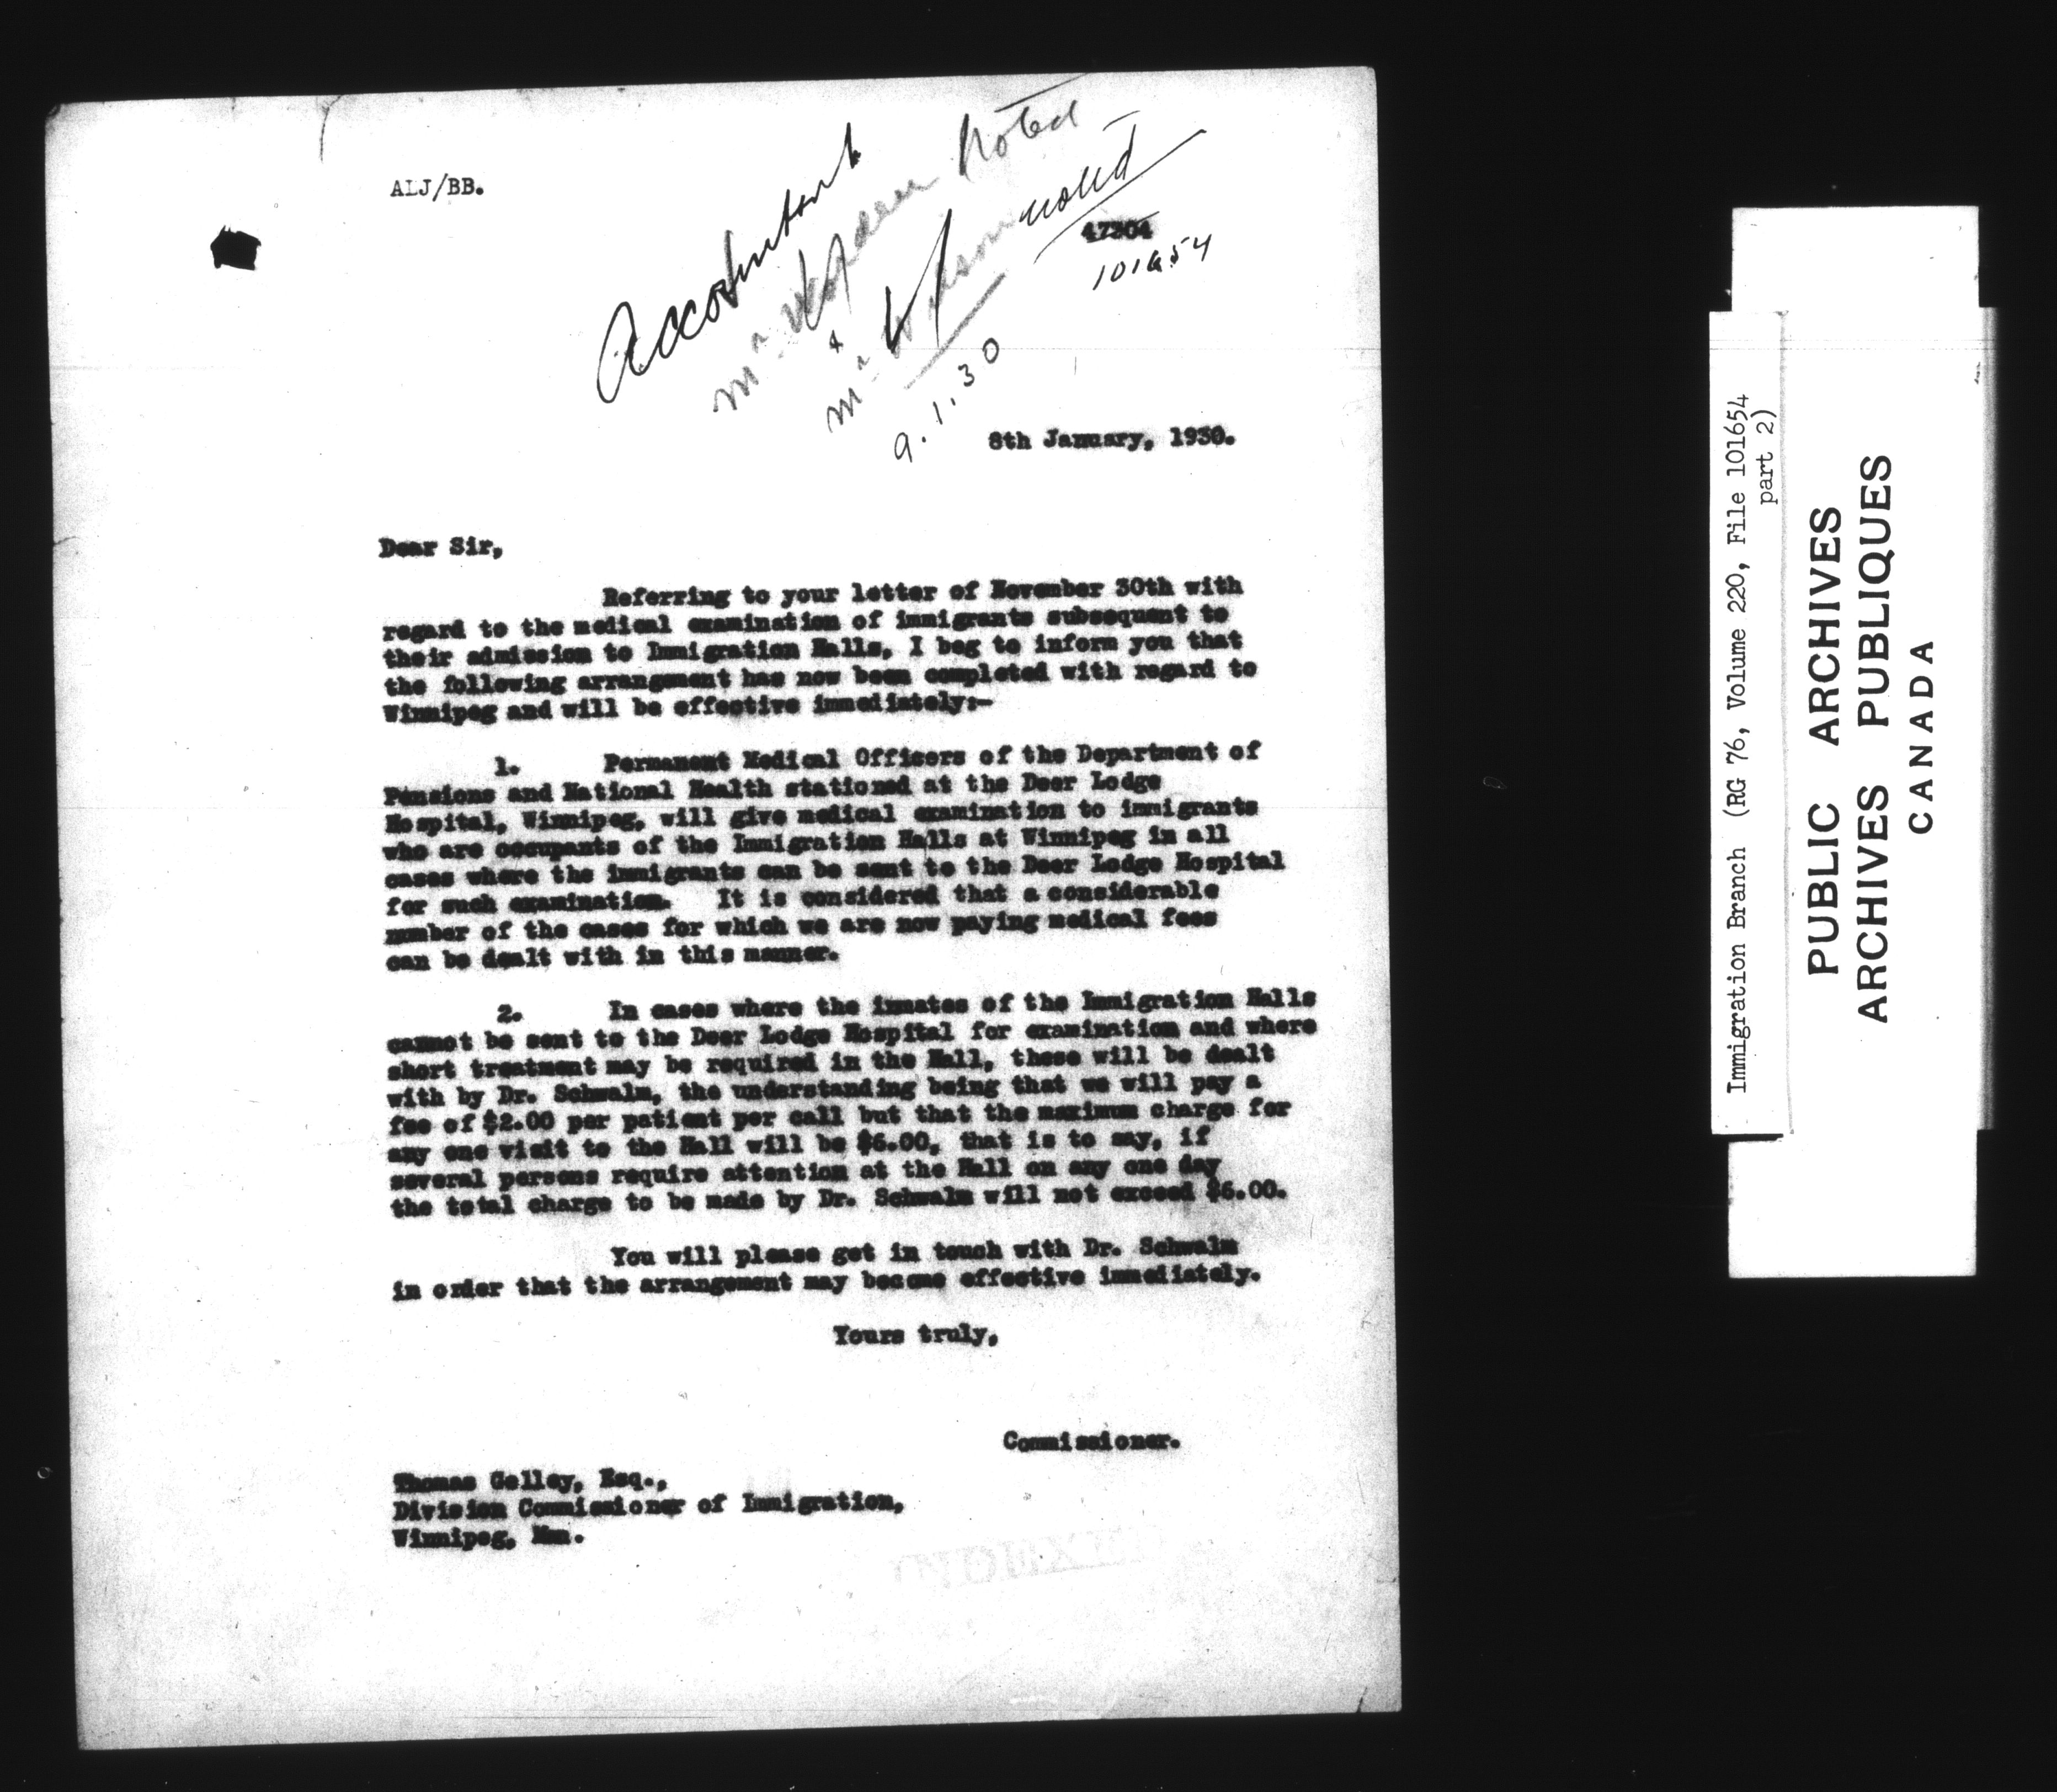 ALJ/BB.
Accountant
Mr. Noted
&
Mr. noted
9.1.30
47304
101654
8th January, 1930.
Dear Sir,
Referring to your letter of November 30th with
regard to the medical examination of immigrants subsequent to
their admission to Immigration Halls, I beg to inform you that
the following arrangement has now been completed with regard to
Winnipeg and will be effective immediately:-
1. Permanent Medical Officers of the Department of
Pensions and National Health stationed at the Deer Lodge
Hospital, Winnipeg, will give medical examination to immigrants
who are occupants of the Immigration Halls at Winnipeg in all
cases where the immigrants can be sent to the Deer Lodge Hospital
for such examination. It is considered that a considerable
number of the cases for which we are now paying medical fees
can be dealt with in this manner.
2. In cases where the inmates of the Immigration Halls
cannot be sent to the Deer Lodge Hospital for examination and where
short treatment may be required in the Hall, these will be dealt
with by Dr. Schwalm, the understanding being that we will pay a
fee of $2.00 per patient per call but that the maximum charge for
any one visit to the Hall will be $6.00, that is to say, if
several persons require attention at the Hall on any one day
the total charge to be made by Dr. Schwalm will not exceed $6.00.
You will please get in touch with Dr. Schwalm
in order that the arrangement may become effective immediately.
Yours truly,
Commissioner.
Thomas Gelley, Esq.,
Division Commissioner of Immigration,
Winnipeg, Man.
Immigration Branch (RG 76, Volume 220, File 101654
part 2)
PUBLIC ARCHIVES
ARCHIVES PUBLIQUES
CANADA